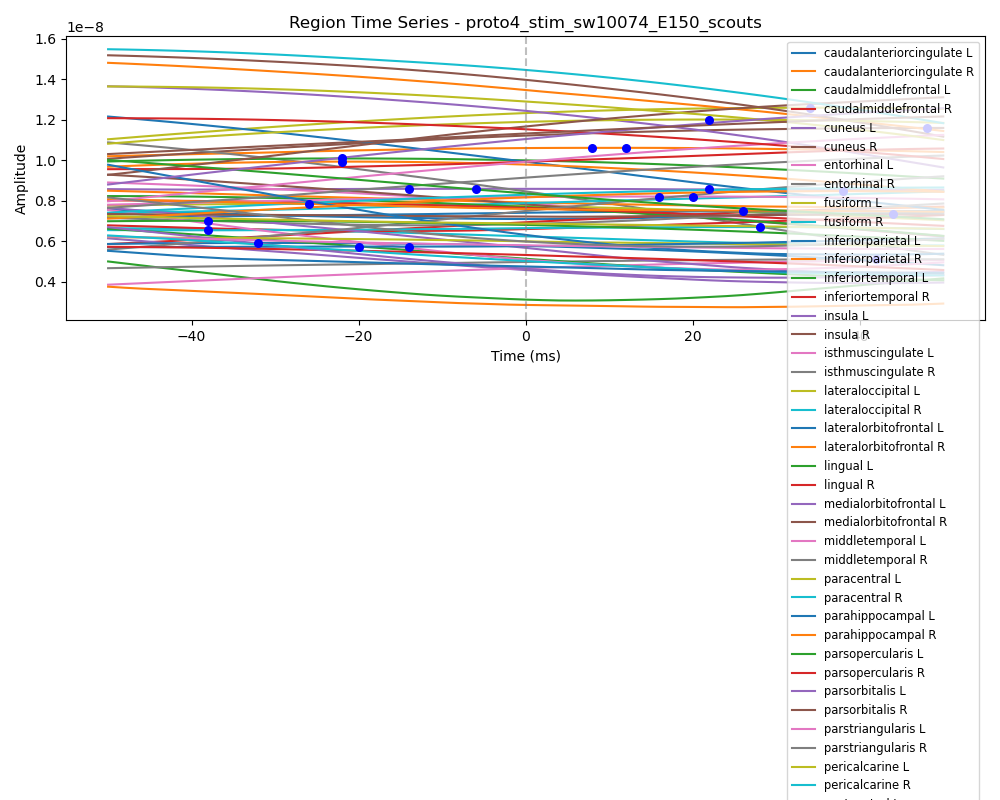 Region Time Series - proto4_stim_sw10074_E150_scouts
1e−8
1.6
1.4
1.2
1.0
0.8
0.6
0.4
Amplitude
−40
−20
0
20
Time (ms)
caudalanteriorcingulate L
caudalanteriorcingulate R
caudalmiddlefrontal L
caudalmiddlefrontal R
cuneus L
cuneus R
entorhinal L
entorhinal R
fusiform L
fusiform R
inferiorparietal L
inferiorparietal R
inferiortemporal L
inferiortemporal R
insula L
insula R
isthmuscingulate L
isthmuscingulate R
lateraloccipital L
lateraloccipital R
lateralorbitofrontal L
lateralorbitofrontal R
lingual L
lingual R
medialorbitofrontal L
medialorbitofrontal R
middletemporal L
middletemporal R
paracentral L
paracentral R
parahippocampal L
parahippocampal R
parsopercularis L
parsopercularis R
parsorbitalis L
parsorbitalis R
parstriangularis L
parstriangularis R
pericalcarine L
pericalcarine R